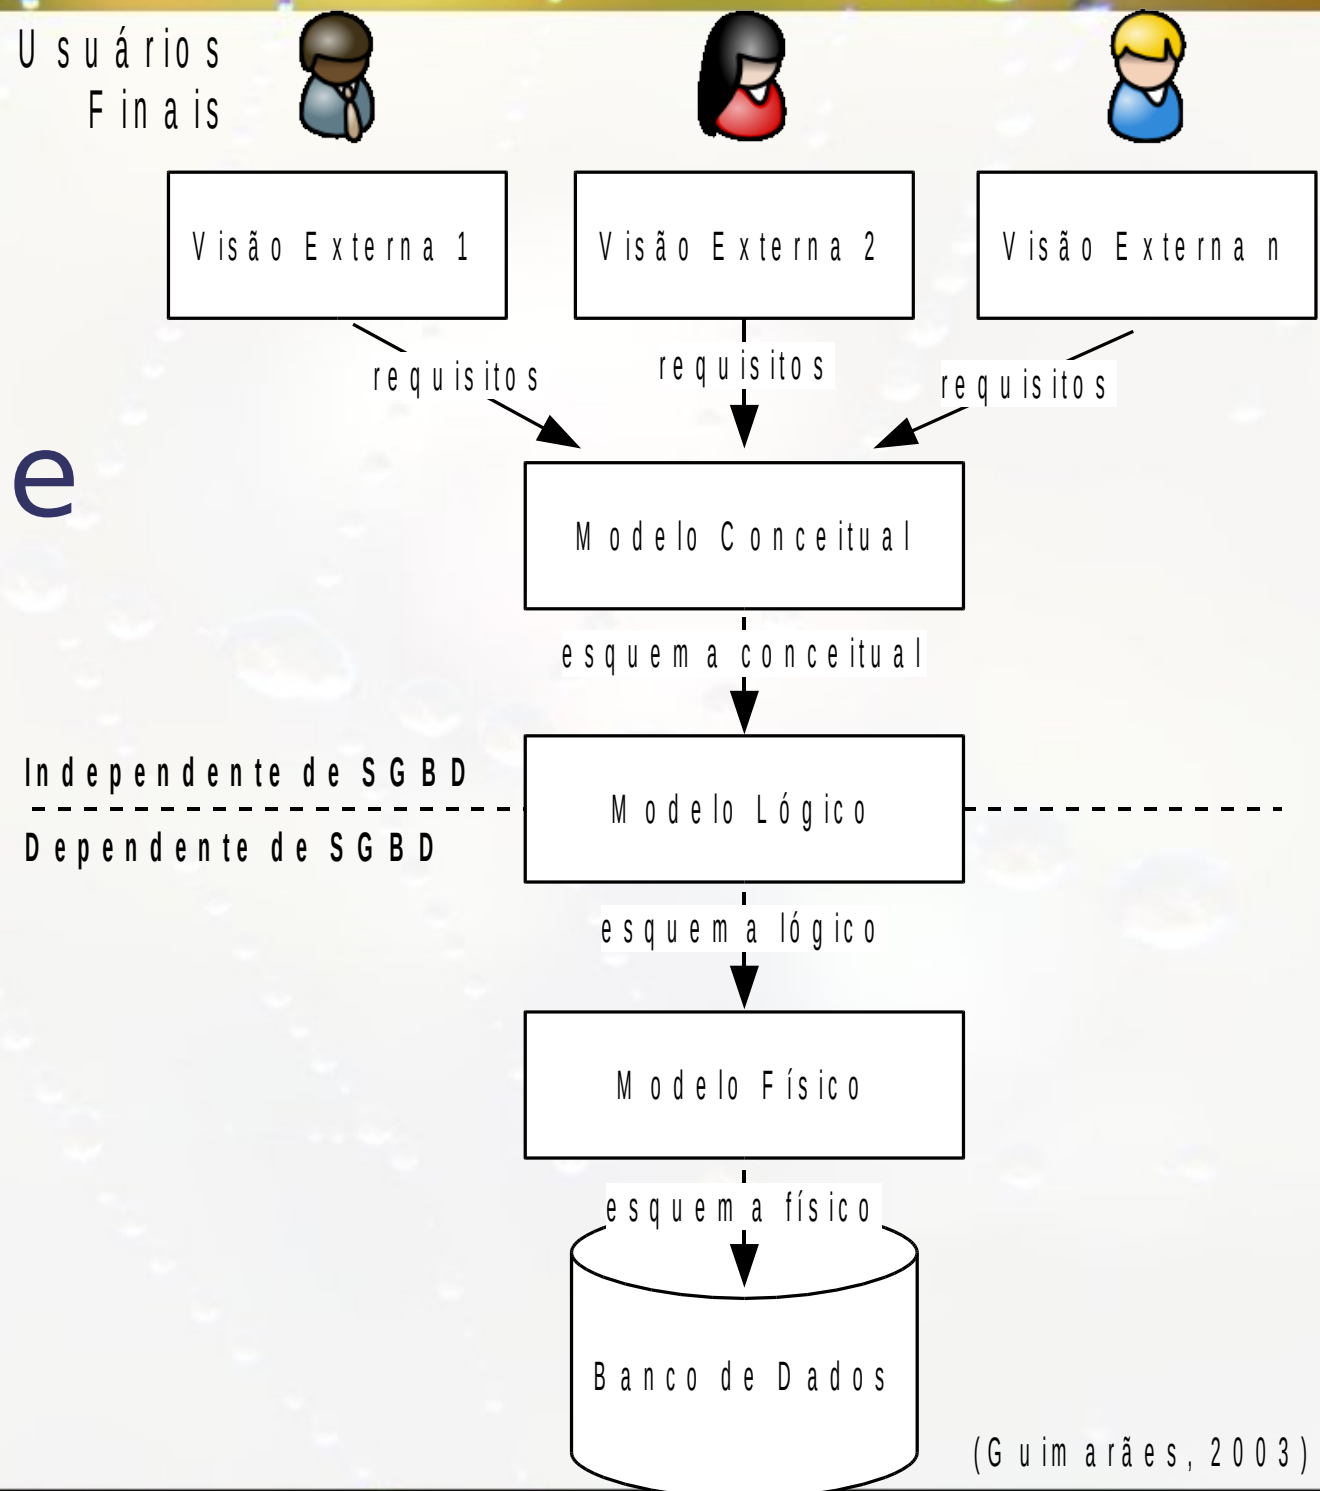 Usuários
Finais
Visão Externa 1
Visão Externa 2
Visão Externa n
requisitos
requisitos
requisitos
e
Modelo Conceitual
esquema conceitual
Independente de SGBD
Modelo Lógico
Dependente de SGBD
esquema lógico
Modelo Físico
esquema físico
Banco de Dados
(Guimarães, 2003)